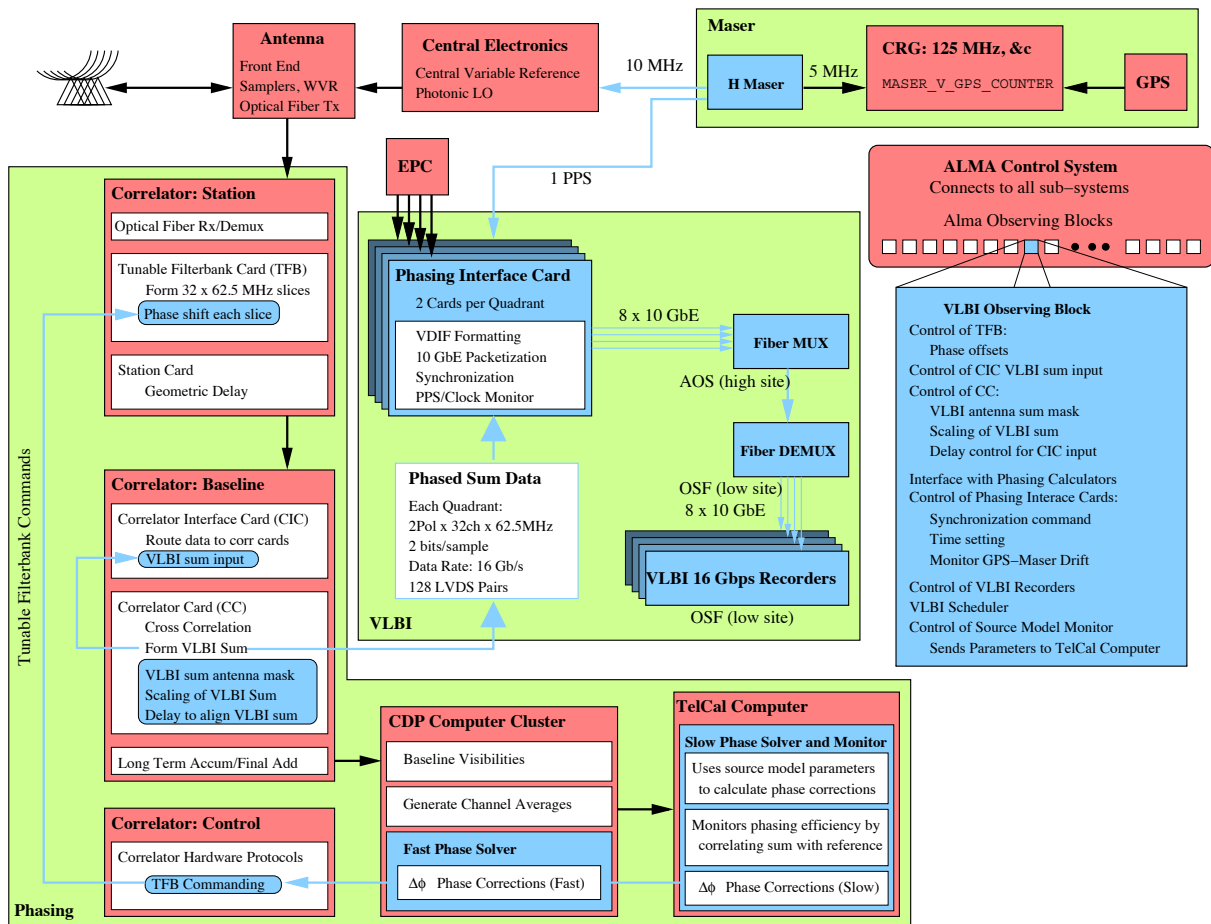 Antenna
Front End
Samplers, WVR
Optical Fiber Tx
Central Electronics
Central Variable Reference
Photonic LO
10 MHz
Maser
H Maser
5 MHz
CRG: 125 MHz, &c
MASER_V_GPS_COUNTER
GPS
1 PPS
EPC
ALMA Control System
Connects to all sub-systems
Alma Observing Blocks
VLBI Observing Block
Control of TFB:
Phase offsets
Control of CIC VLBI sum input
Control of CC:
VLBI antenna sum mask
Scaling of VLBI sum
Delay control for CIC input
Interface with Phasing Calculators
Control of Phasing Interace Cards:
Synchronization command
Time setting
Monitor GPS-Maser Drift
Control of VLBI Recorders
VLBI Scheduler
Control of Source Model Monitor
Sends Parameters to TelCal Computer
Correlator: Station
Optical Fiber Rx/Demux
Tunable Filterbank Card (TFB)
Form 32 x 62.5 MHz slices
Phase shift each slice
Station Card
Geometric Delay
Tunable Filterbank Commands
Correlator: Baseline
Correlator Interface Card (CIC)
Route data to corr cards
VLBI sum input
Correlator Card (CC)
Cross Correlation
Form VLBI Sum
VLBI sum antenna mask
Scaling of VLBI Sum
Delay to align VLBI sum
Long Term Accum/Final Add
Correlator: Control
Correlator Hardware Protocols
TFB Commanding
Phasing
Phasing Interface Card
2 Cards per Quadrant
VDIF Formatting
10 GbE Packetization
Synchronization
PPS/Clock Monitor
8 x 10 GbE
Fiber MUX
AOS (high site)
Fiber DEMUX
OSF (low site)
8 x 10 GbE
VLBI 16 Gbps Recorders
OSF (low site)
Phased Sum Data
Each Quadrant:
2Pol x 32ch x 62.5MHz
2 bits/sample
Data Rate: 16 Gb/s
128 LVDS Pairs
VLBI
CDP Computer Cluster
Baseline Visibilities
Generate Channel Averages
Fast Phase Solver
Δϕ Phase Corrections (Fast)
TelCal Computer
Slow Phase Solver and Monitor
Uses source model parameters
to calculate phase corrections
Monitors phasing efficiency by
correlating sum with reference
Δϕ Phase Corrections (Slow)